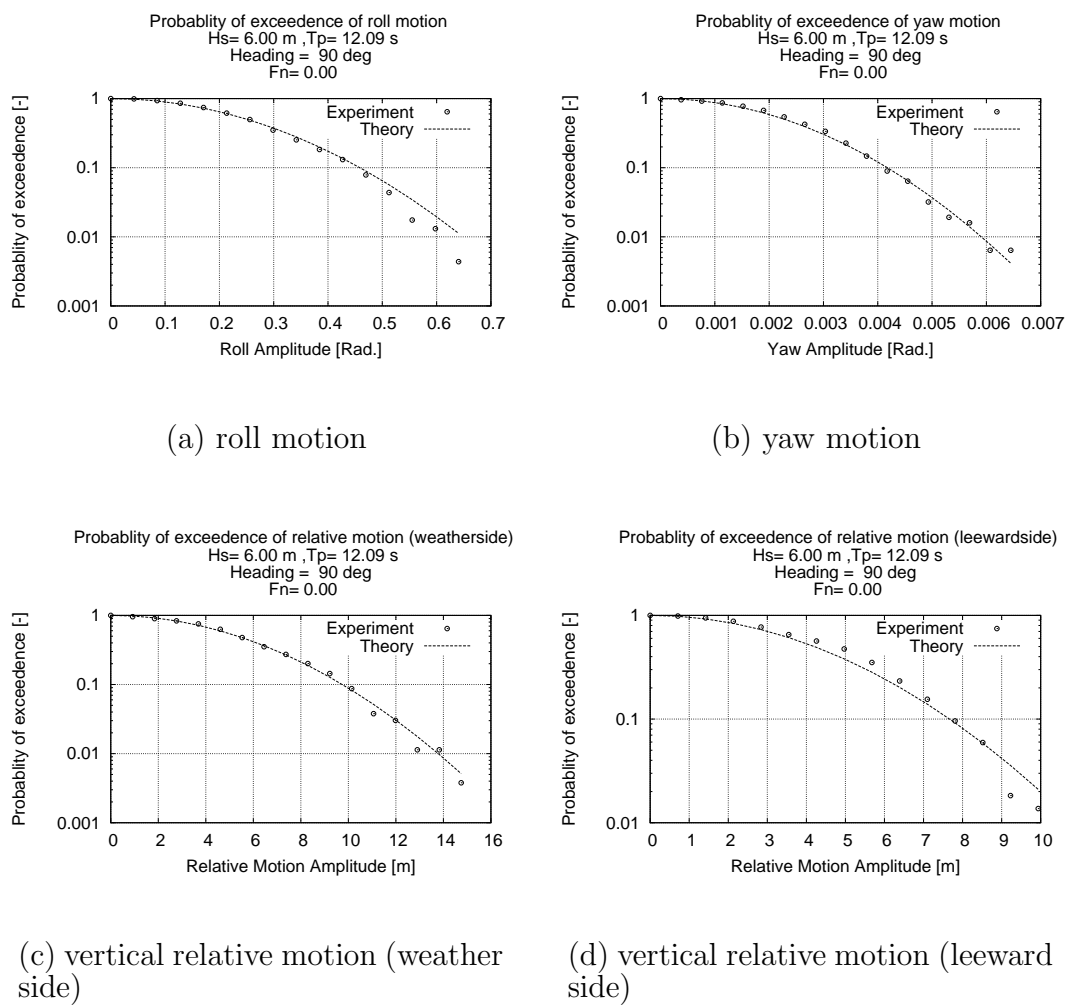 Probablity of exceedence of roll motion
Hs= 6.00 m ,Tp= 12.09 s
Heading = 90 deg
Fn= 0.00
Probablity of exceedence [-]
1
0.1
0.01
0.001
Experiment
Theory
0 0.1 0.2 0.3 0.4 0.5 0.6 0.7
Roll Amplitude [Rad.]
(a) roll motion
Probablity of exceedence of yaw motion
Hs= 6.00 m ,Tp= 12.09 s
Heading = 90 deg
Fn= 0.00
Probablity of exceedence [-]
1
0.1
0.01
0.001
Experiment
Theory
0 0.001 0.002 0.003 0.004 0.005 0.006 0.007
Yaw Amplitude [Rad.]
(b) yaw motion
Probablity of exceedence of relative motion (weatherside)
Hs= 6.00 m ,Tp= 12.09 s
Heading = 90 deg
Fn= 0.00
Probablity of exceedence [-]
1
0.1
0.01
0.001
Experiment
Theory
0 2 4 6 8 10 12 14 16
Relative Motion Amplitude [m]
(c) vertical relative motion (weather
side)
Probablity of exceedence of relative motion (leewardside)
Hs= 6.00 m ,Tp= 12.09 s
Heading = 90 deg
Fn= 0.00
Probablity of exceedence [-]
1
0.1
0.01
Experiment
Theory
0 1 2 3 4 5 6 7 8 9 10
Relative Motion Amplitude [m]
(d) vertical relative motion (leeward
side)